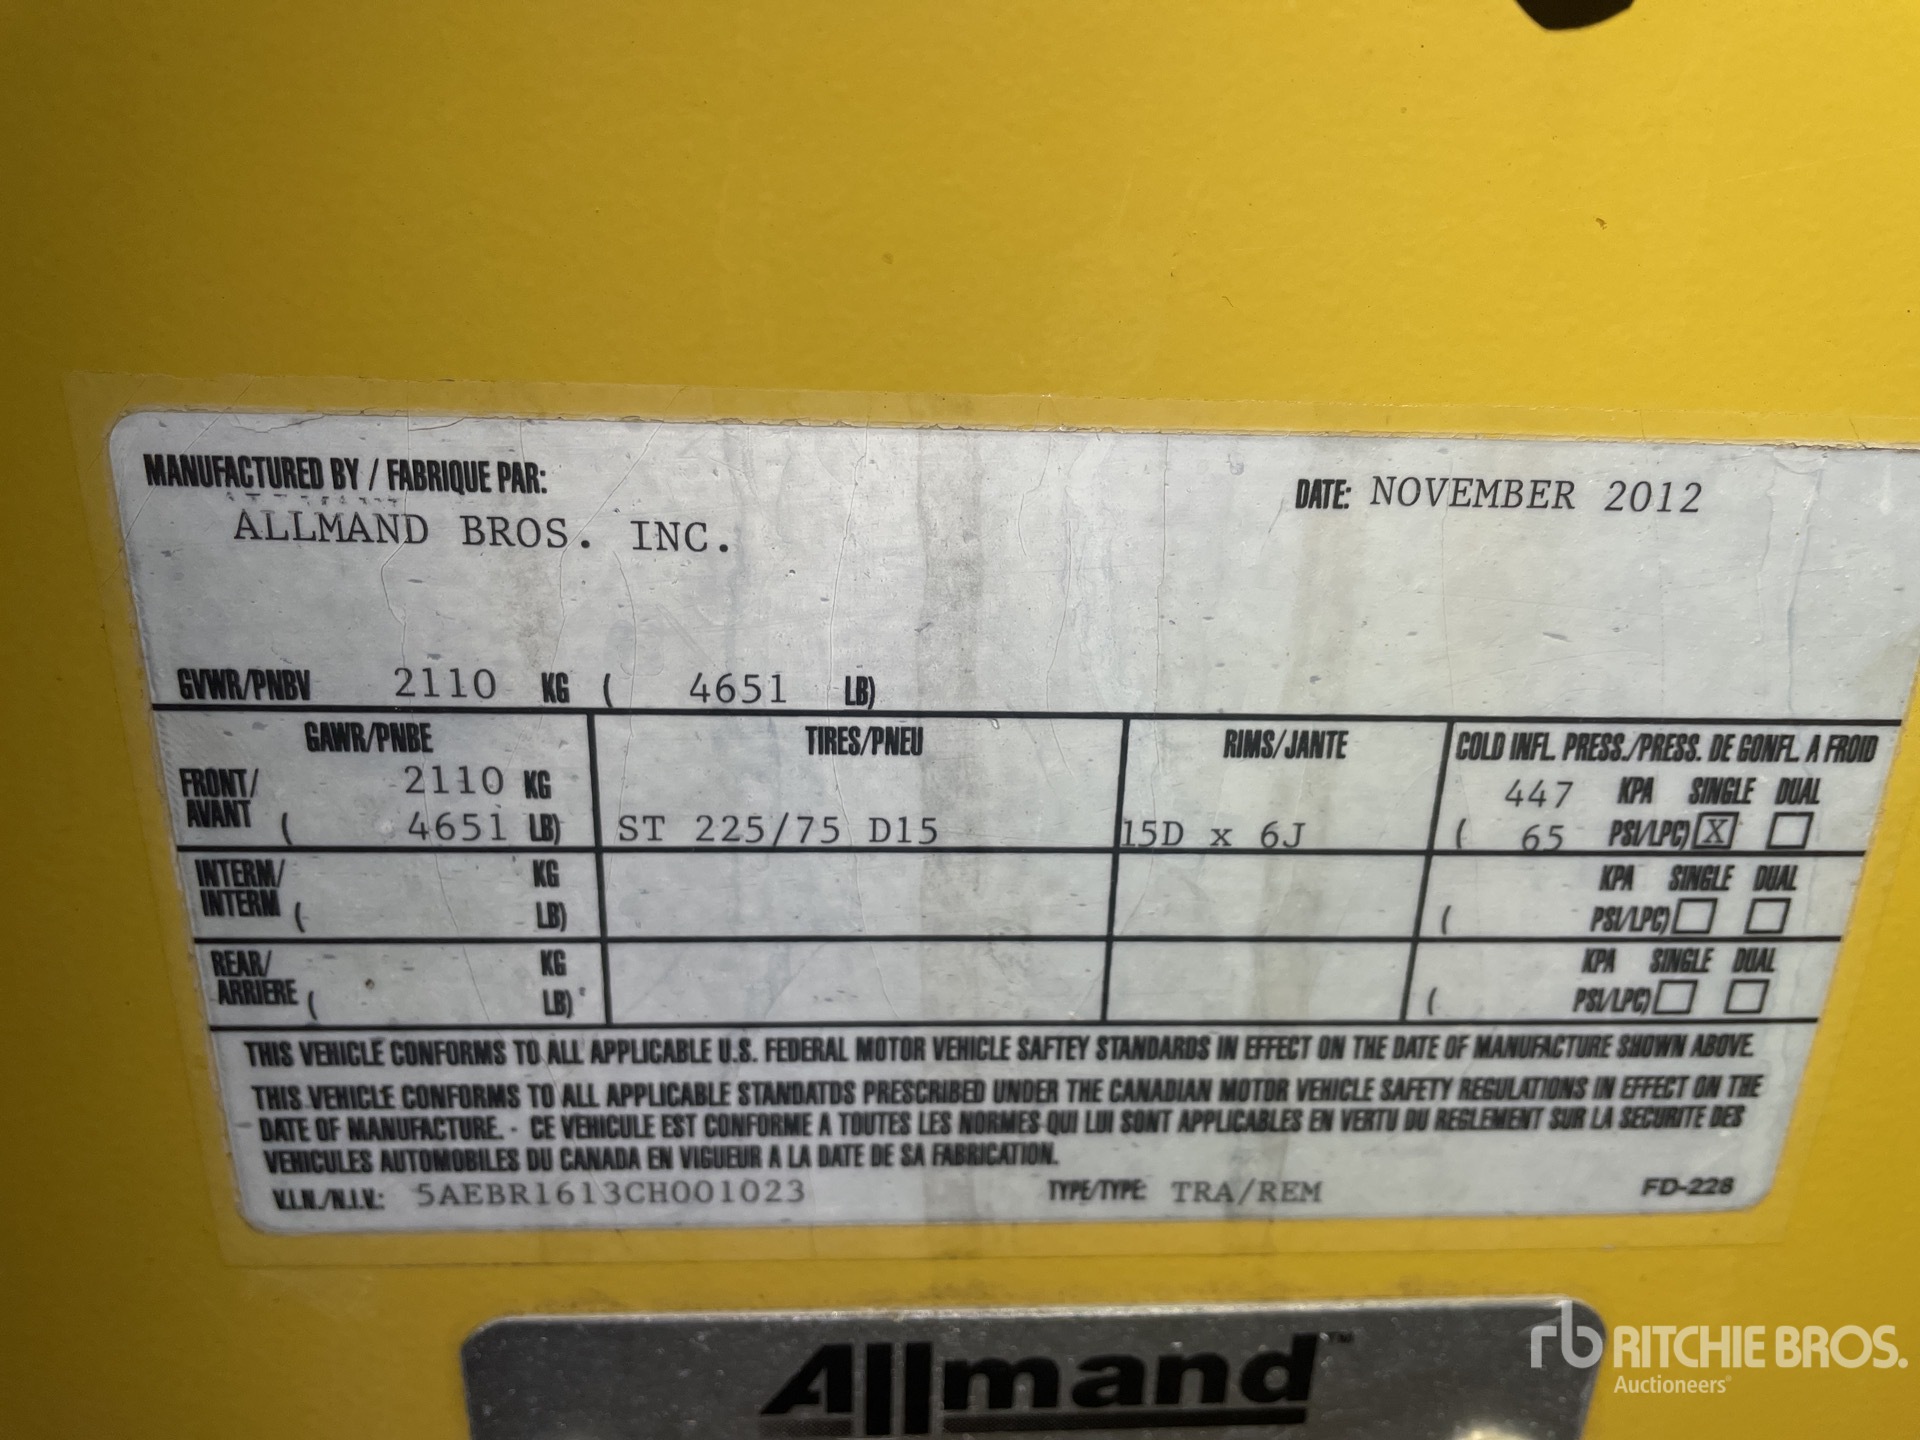 MANUFACTURED BY / FABRIQUE PAR:
ALLMAND BROS. INC.
DATE: NOVEMBER 2012
GVWR/PNBV 2110 KG ( 4651 LB)
GAWR/PNBE TIRES/PNEU RIMS/JANTE COLD INFL. PRESS./PRESS. DE GONFL. A FROID
FRONT/ 2110 KG 447 KPA SINGLE DUAL
AVANT ( 4651 LB) ST 225/75 D15 15D x 6J ( 65 PSI/LPC) X
INTERM/ KG KPA SINGLE DUAL
INTERM ( LB) ( PSI/LPC)
REAR/ KG KPA SINGLE DUAL
ARRIERE ( LB) ( PSI/LPC)
THIS VEHICLE CONFORMS TO ALL APPLICABLE U.S. FEDERAL MOTOR VEHICLE SAFTEY STANDARDS IN EFFECT ON THE DATE OF MANUFACTURE SHOWN ABOVE.
THIS VEHICLE CONFORMS TO ALL APPLICABLE STANDATDS PRESCRIBED UNDER THE CANADIAN MOTOR VEHICLE SAFETY REGULATIONS IN EFFECT ON THE
DATE OF MANUFACTURE. - CE VEHICULE EST CONFORME A TOUTES LES NORMES QUI LUI SONT APPLICABLES EN VERTU DU REGLEMENT SUR LA SECURITE DES
VEHICULES AUTOMOBILES DU CANADA EN VIGUEUR A LA DATE DE SA FABRICATION.
V.I.N./N.I.V.: 5AEBR1613CH001023 TYPE/TYPE: TRA/REM FD-228
Allmand™
rb RITCHIE BROS.
Auctioneers